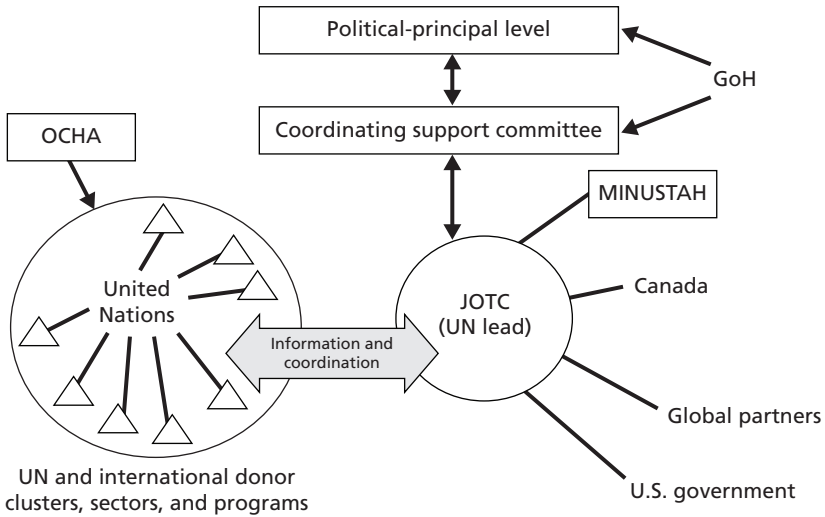 Political-principal level
GoH
Coordinating support committee
OCHA
MINUSTAH
United
Nations
JOTC
(UN lead)
Canada
Information and
coordination
Global partners
UN and international donor
clusters, sectors, and programs
U.S. government